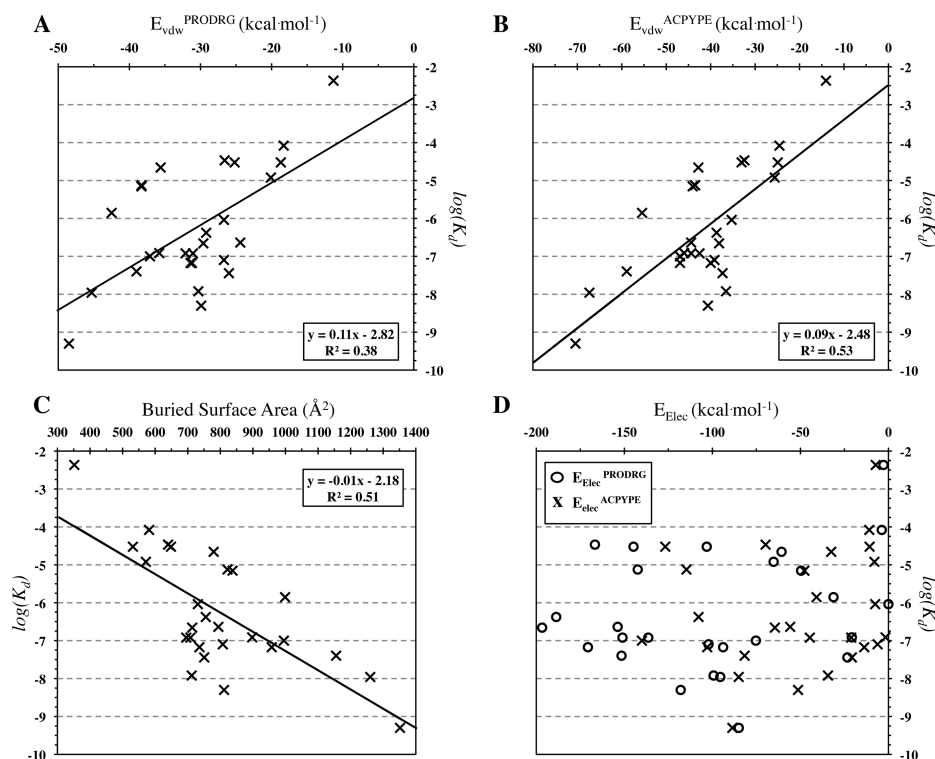 A
E_vdw^PRODRG (kcal·mol^-1)
-50 -40 -30 -20 -10 0
-2
-3
-4
-5
-6
-7
-8
-9
-10
log(K_d)
y = 0.11x - 2.82
R² = 0.38
B
E_vdw^ACPYPE (kcal·mol^-1)
-80 -70 -60 -50 -40 -30 -20 -10 0
-2
-3
-4
-5
-6
-7
-8
-9
-10
log(K_d)
y = 0.09x - 2.48
R² = 0.53
C
Buried Surface Area (Å²)
300 400 500 600 700 800 900 1000 1100 1200 1300 1400
-2
-3
-4
-5
-6
-7
-8
-9
-10
log(K_d)
y = -0.01x - 2.18
R² = 0.51
D
E_Elec (kcal·mol^-1)
-200 -150 -100 -50 0
-2
-3
-4
-5
-6
-7
-8
-9
-10
log(K_d)
E_Elec^PRODRG
E_elec^ACPYPE